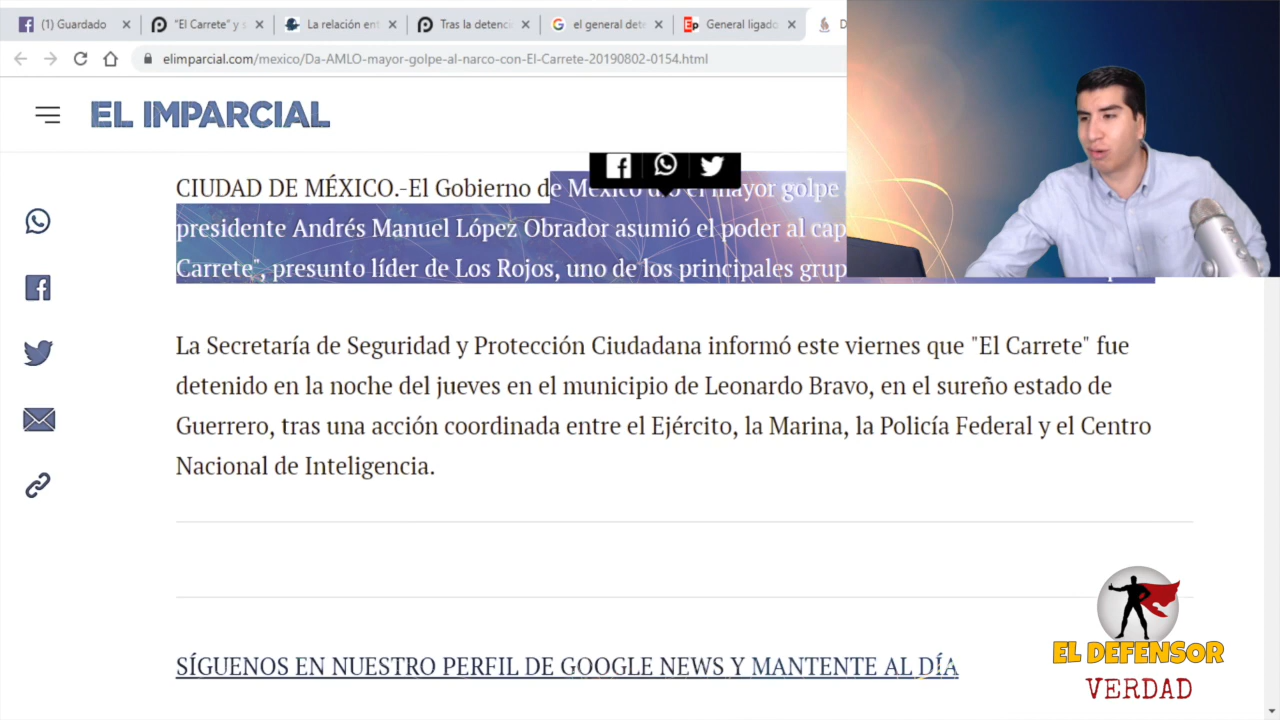 (1) Guardado
"El Carrete" y s
La relación ent
Tras la detenci
el general dete
General ligado
D
elimparcial.com/mexico/Da-AMLO-mayor-golpe-al-narco-con-El-Carrete-20190802-0154.html
EL IMPARCIAL
CIUDAD DE MÉXICO.-El Gobierno de México dio el mayor golpe
presidente Andrés Manuel López Obrador asumió el poder al cap
Carrete", presunto líder de Los Rojos, uno de los principales grup
La Secretaría de Seguridad y Protección Ciudadana informó este viernes que "El Carrete" fue
detenido en la noche del jueves en el municipio de Leonardo Bravo, en el sureño estado de
Guerrero, tras una acción coordinada entre el Ejército, la Marina, la Policía Federal y el Centro
Nacional de Inteligencia.
SÍGUENOS EN NUESTRO PERFIL DE GOOGLE NEWS Y MANTENTE AL DÍA
EL DEFENSOR
VERDAD